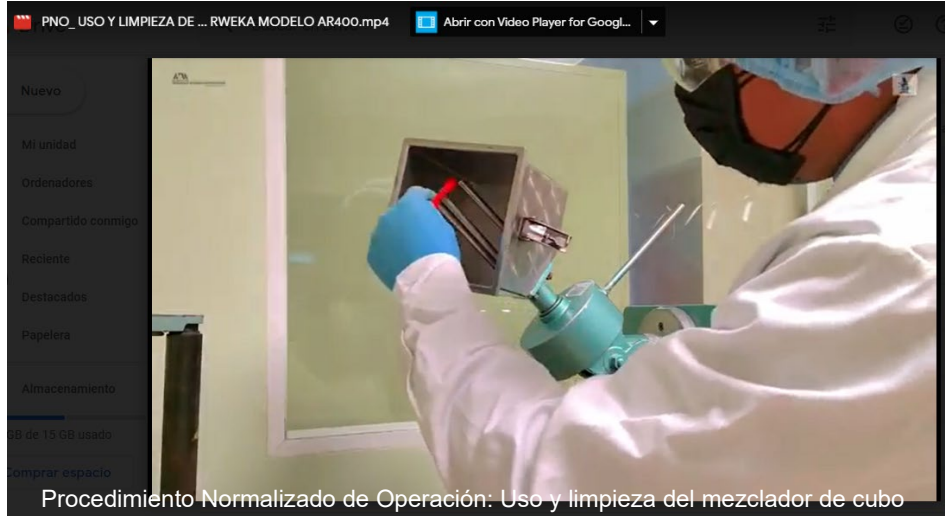 PNO_ USO Y LIMPIEZA DE ... RWEKA MODELO AR400.mp4
Abrir con Video Player for Googl...
Nuevo
Mi unidad
Ordenadores
Compartido conmigo
Reciente
Destacados
Papelera
Almacenamiento
GB de 15 GB usado
Comprar espacio
Procedimiento Normalizado de Operación: Uso y limpieza del mezclador de cubo